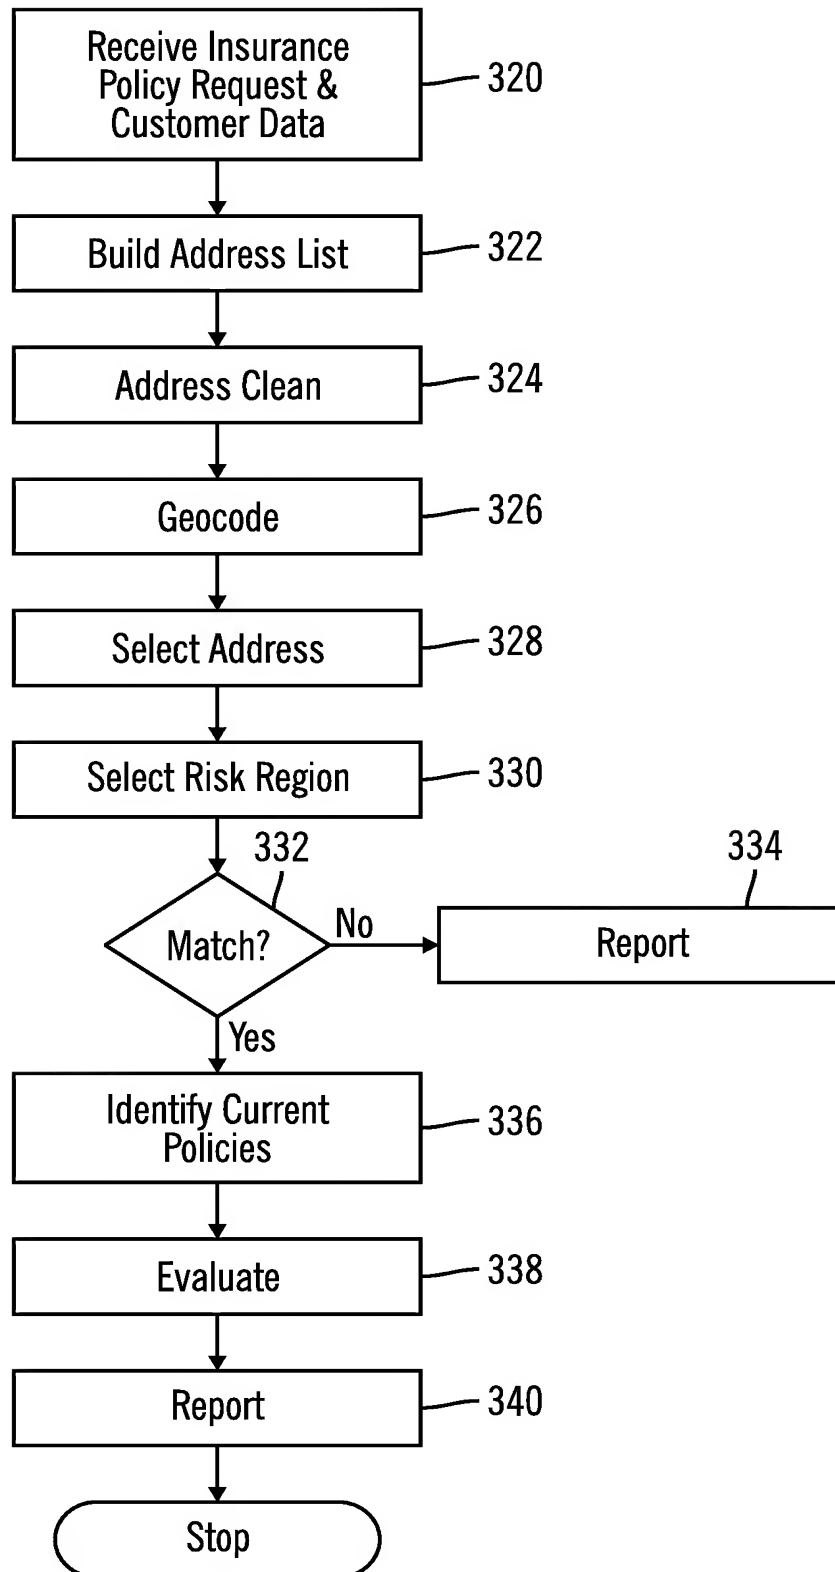 Receive Insurance
Policy Request &
Customer Data
320
Build Address List
322
Address Clean
324
Geocode
326
Select Address
328
Select Risk Region
330
332
334
Match?
No
Report
Yes
Identify Current
Policies
336
Evaluate
338
Report
340
Stop